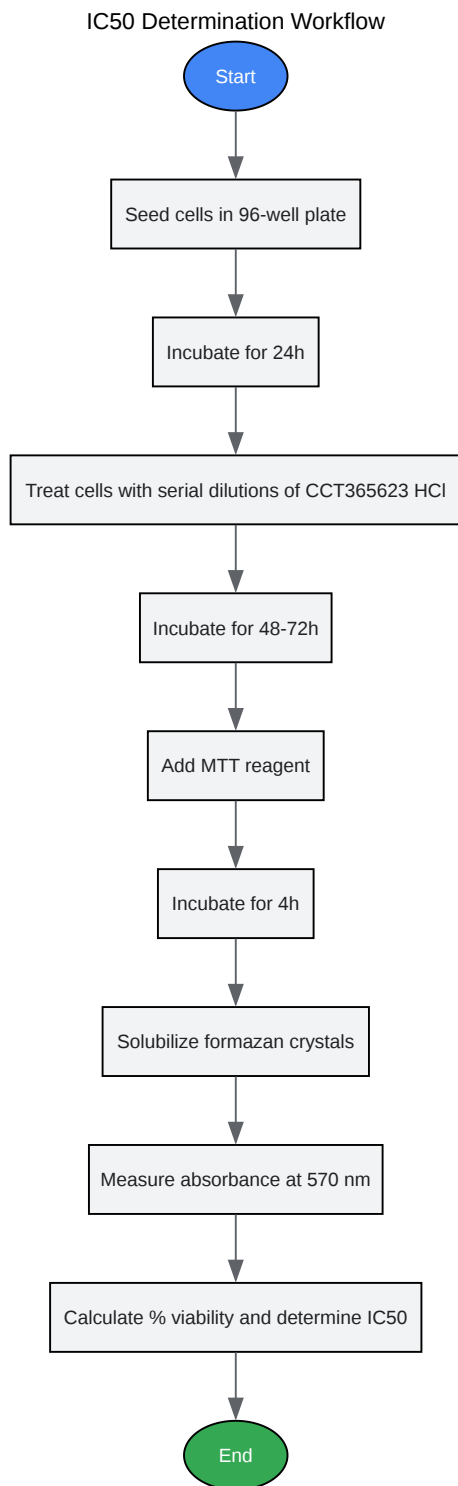 IC50 Determination Workflow
Start
Seed cells in 96-well plate
Incubate for 24h
Treat cells with serial dilutions of CCT365623 HCl
Incubate for 48-72h
Add MTT reagent
Incubate for 4h
Solubilize formazan crystals
Measure absorbance at 570 nm
Calculate % viability and determine IC50
End